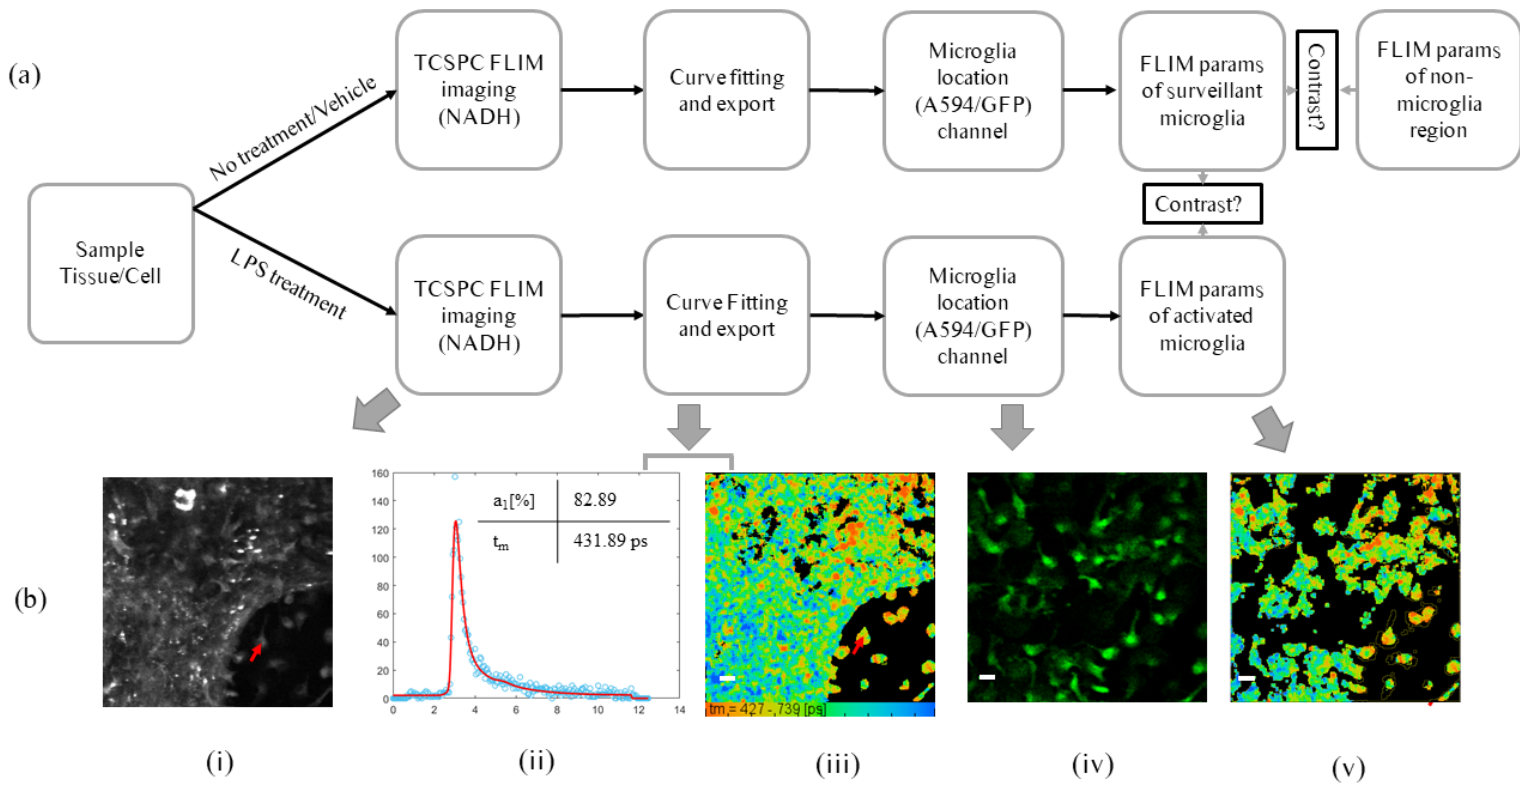 (a)
No treatment/Vehicle
LPS treatment
Sample
Tissue/Cell
TCSPC FLIM
imaging
(NADH)
Curve fitting
and export
Microglia
location
(A594/GFP)
channel
FLIM params
of surveillant
microglia
Contrast?
FLIM params
of non-
microglia
region
Contrast?
TCSPC FLIM
imaging
(NADH)
Curve Fitting
and export
Microglia
location
(A594/GFP)
channel
FLIM params
of activated
microglia
(b)
160
140
120
100
80
60
40
20
0
0 2 4 6 8 10 12 14
a1[%] 82.89
tm 431.89 ps
tm = 427 - 739 [ps]
(i) (ii) (iii) (iv) (v)